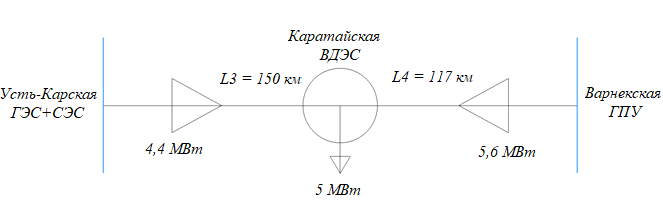 Каратайская
ВДЭС
L3 = 150 км
L4 = 117 км
Усть-Карская
ГЭС+СЭС
Варнекская
ГПУ
4,4 МВт
5,6 МВт
5 МВт